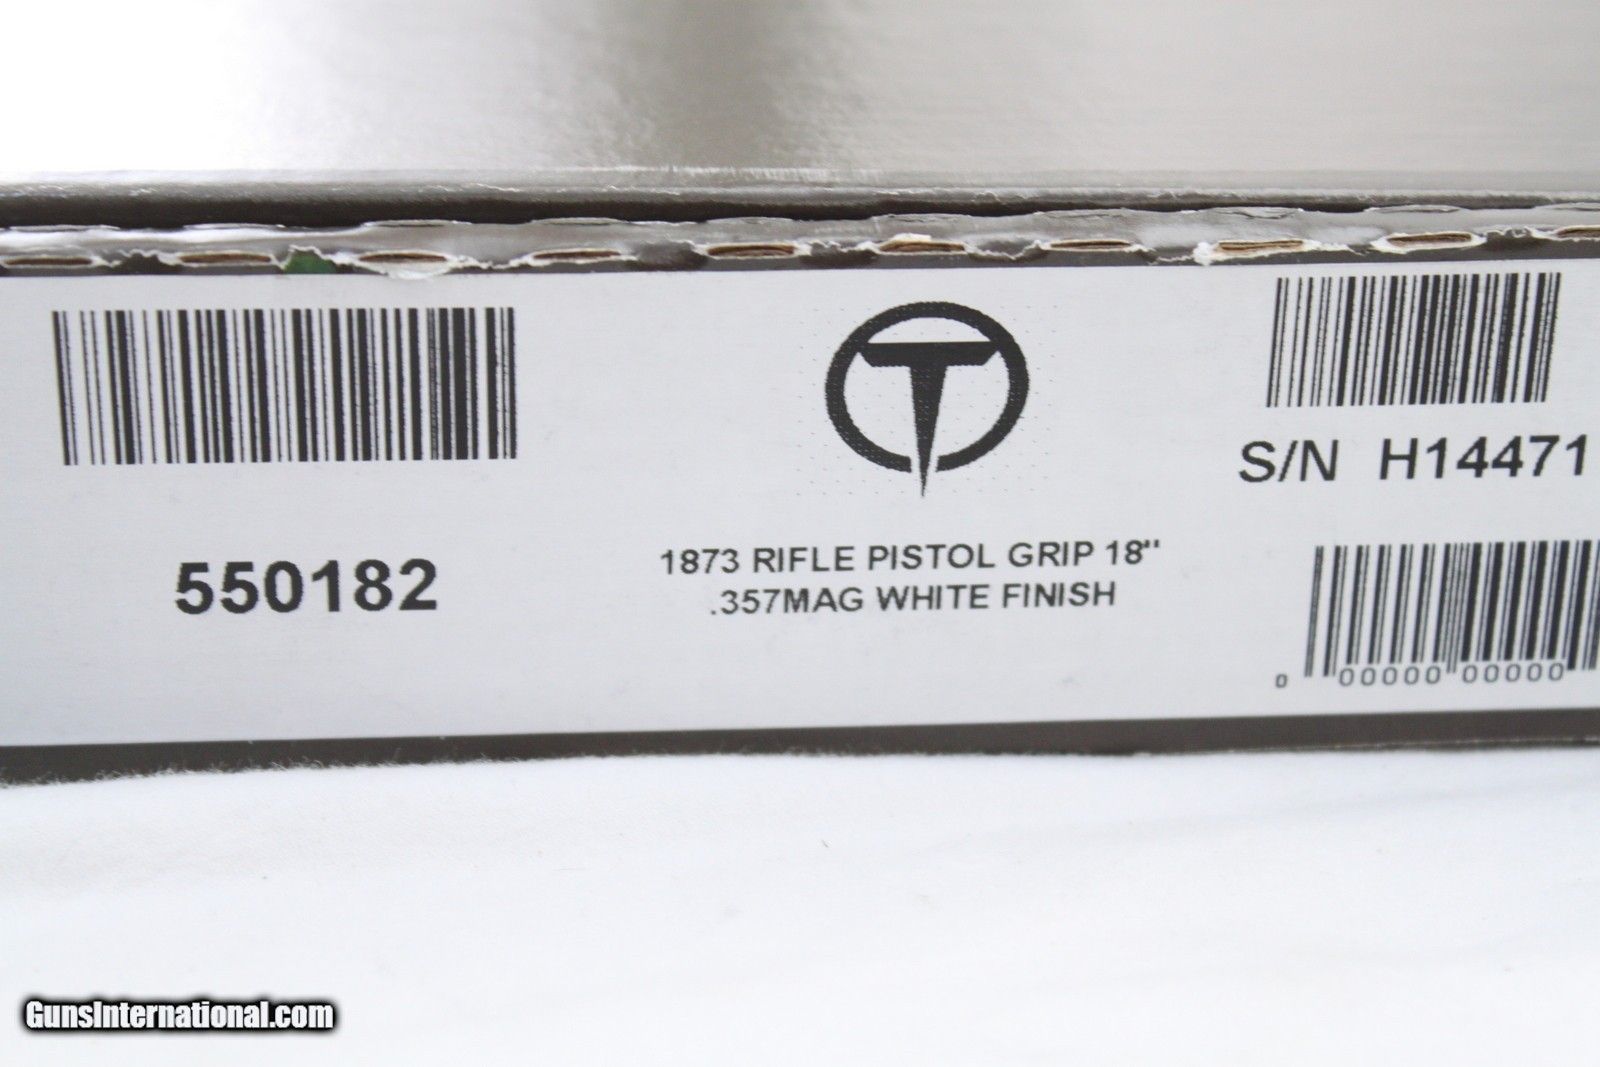 550182
T
1873 RIFLE PISTOL GRIP 18"
.357MAG WHITE FINISH
S/N H14471
0 00000 00000
GunsInternational.com